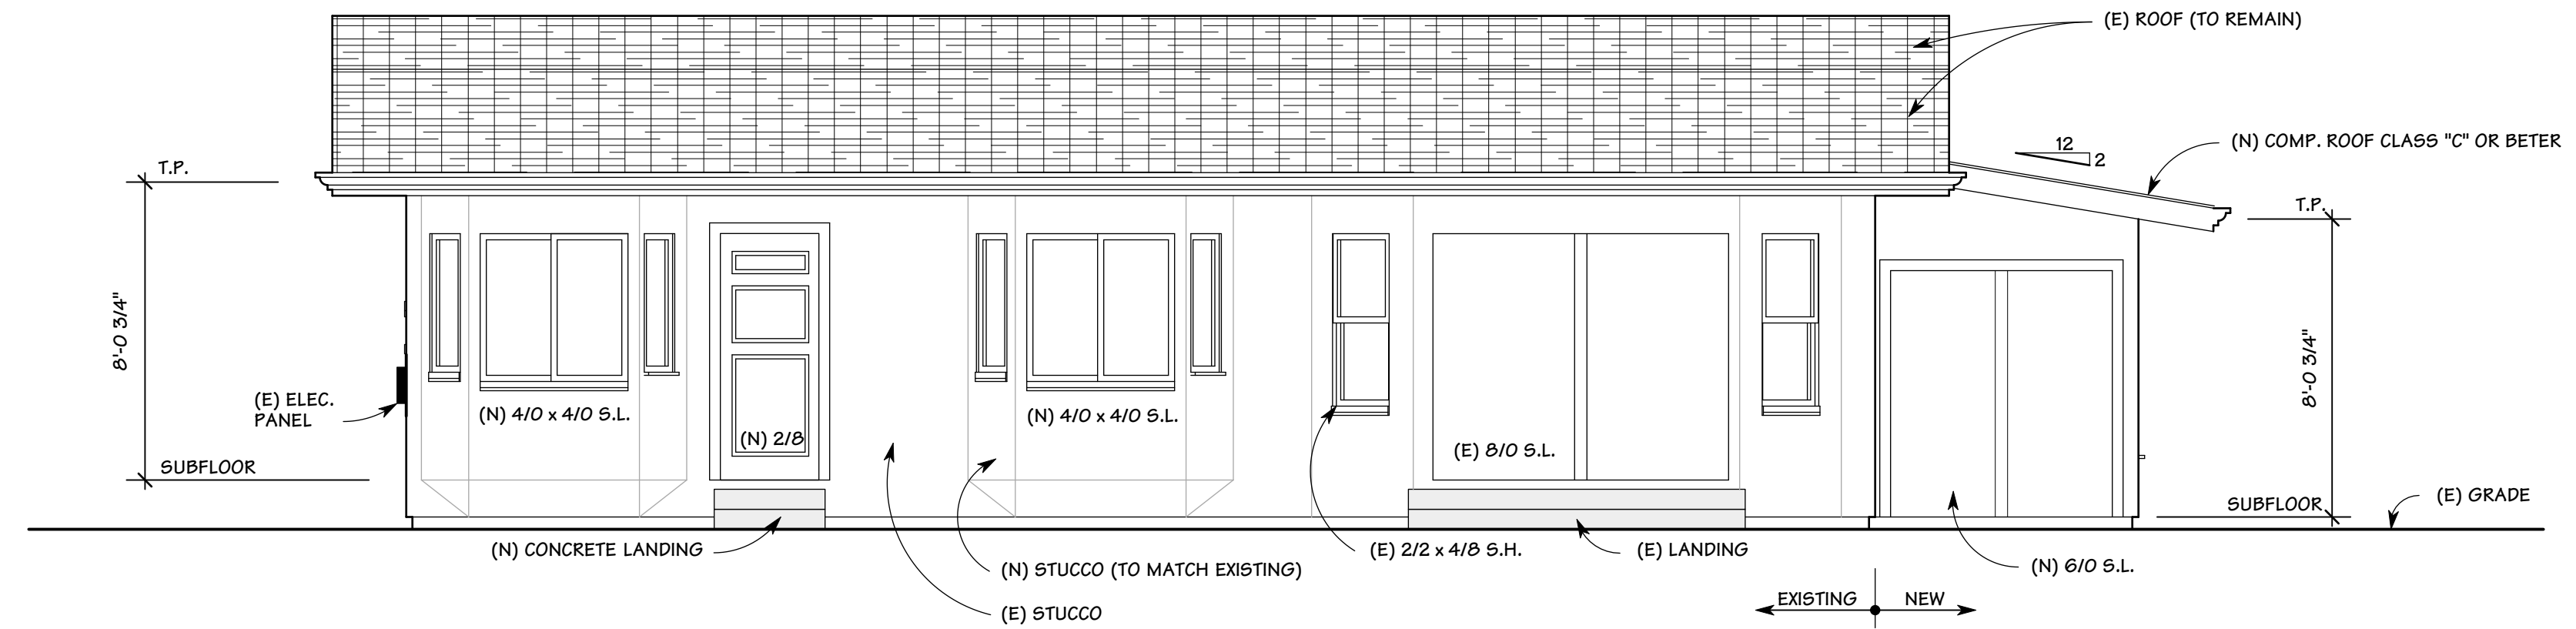 (E) ROOF (TO REMAIN)
12
2
(N) COMP. ROOF CLASS "C" OR BETER
T.P.
T.P.
8'-0 3/4"
8'-0 3/4"
(E) ELEC.
PANEL
(N) 4/0 x 4/0 S.L.
(N) 2/8
(N) 4/0 x 4/0 S.L.
(E) 8/0 S.L.
SUBFLOOR
SUBFLOOR
(E) GRADE
(N) CONCRETE LANDING
(N) STUCCO (TO MATCH EXISTING)
(E) STUCCO
(E) 2/2 x 4/8 S.H.
(E) LANDING
(N) 6/0 S.L.
EXISTING
NEW